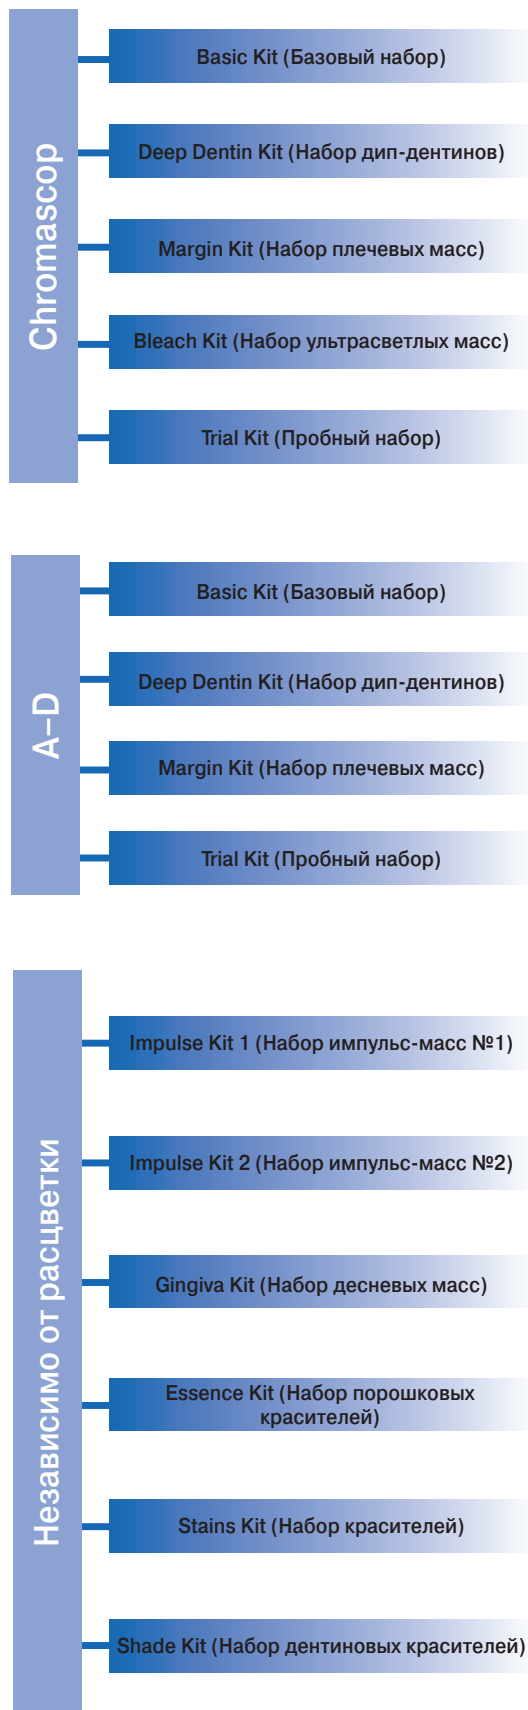 Chromascop
Basic Kit (Базовый набор)
Deep Dentin Kit (Набор дип-дентинов)
Margin Kit (Набор плечевых масс)
Bleach Kit (Набор ультрасветлых масс)
Trial Kit (Пробный набор)
A–D
Basic Kit (Базовый набор)
Deep Dentin Kit (Набор дип-дентинов)
Margin Kit (Набор плечевых масс)
Trial Kit (Пробный набор)
Независимо от расцветки
Impulse Kit 1 (Набор импульс-масс №1)
Impulse Kit 2 (Набор импульс-масс №2)
Gingiva Kit (Набор десневых масс)
Essence Kit (Набор порошковых
красителей)
Stains Kit (Набор красителей)
Shade Kit (Набор дентиновых красителей)